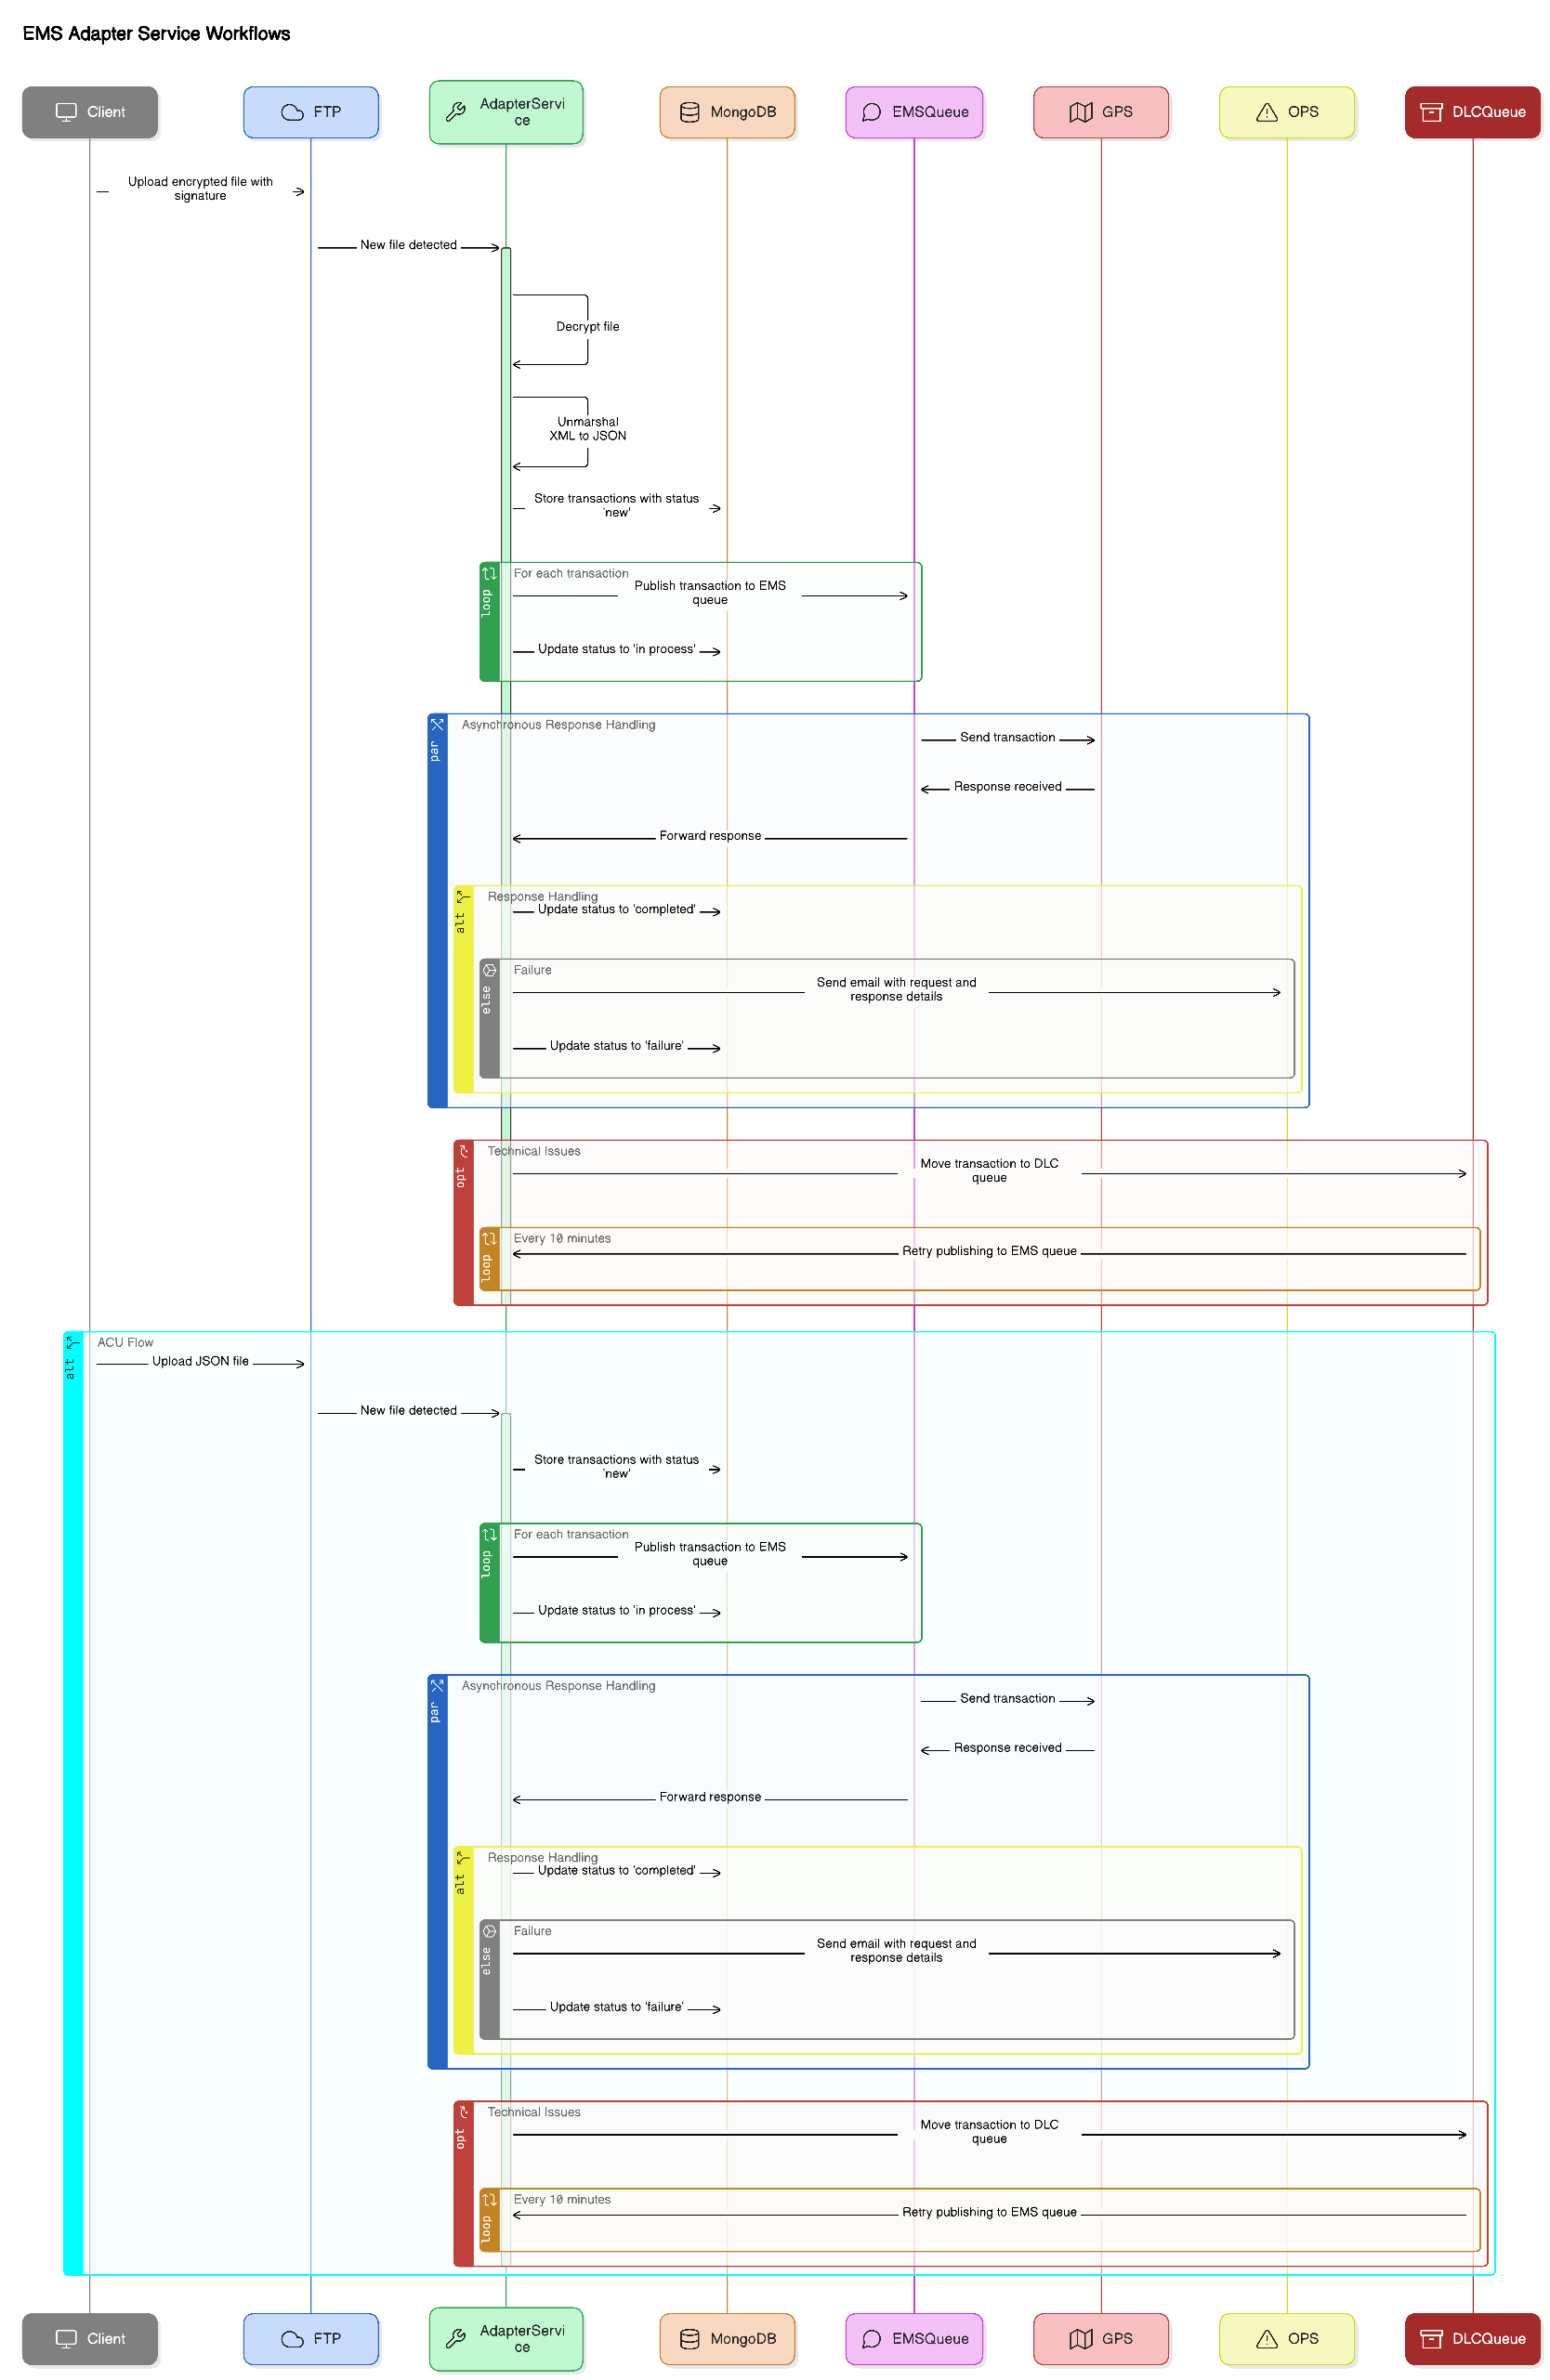 EMS Adapter Service Workflows
Client
FTP
AdapterServi
ce
MongoDB
EMSQueue
GPS
OPS
DLCQueue
Upload encrypted file with
signature
New file detected
Decrypt file
Unmarshal
XML to JSON
Store transactions with status
'new'
loop
For each transaction
Publish transaction to EMS
queue
Update status to 'in process'
par
Asynchronous Response Handling
Send transaction
Response received
Forward response
alt
Response Handling
Update status to 'completed'
else
Failure
Send email with request and
response details
Update status to 'failure'
opt
Technical Issues
Move transaction to DLC
queue
loop
Every 10 minutes
Retry publishing to EMS queue
alt
ACU Flow
Upload JSON file
New file detected
Store transactions with status
'new'
loop
For each transaction
Publish transaction to EMS
queue
Update status to 'in process'
par
Asynchronous Response Handling
Send transaction
Response received
Forward response
alt
Response Handling
Update status to 'completed'
else
Failure
Send email with request and
response details
Update status to 'failure'
opt
Technical Issues
Move transaction to DLC
queue
loop
Every 10 minutes
Retry publishing to EMS queue
Client
FTP
AdapterServi
ce
MongoDB
EMSQueue
GPS
OPS
DLCQueue